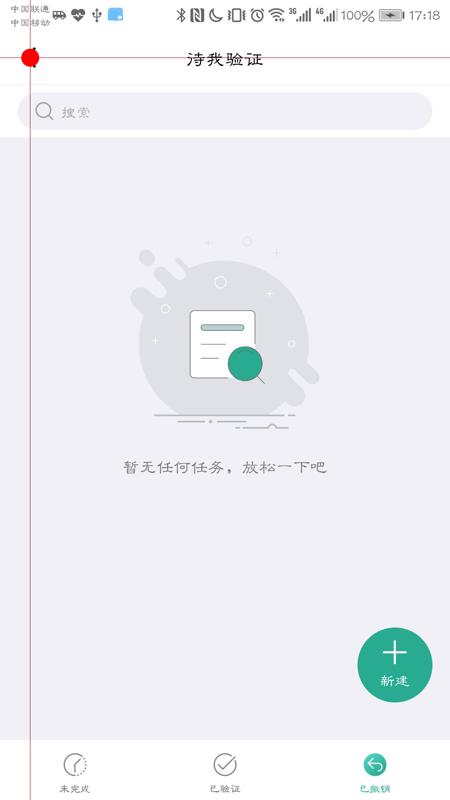 中国联通
中国移动
3G
4G
100%
17:18
待我验证
搜索
暂无任何任务，放松一下吧
新建
未完成
已验证
已撤销